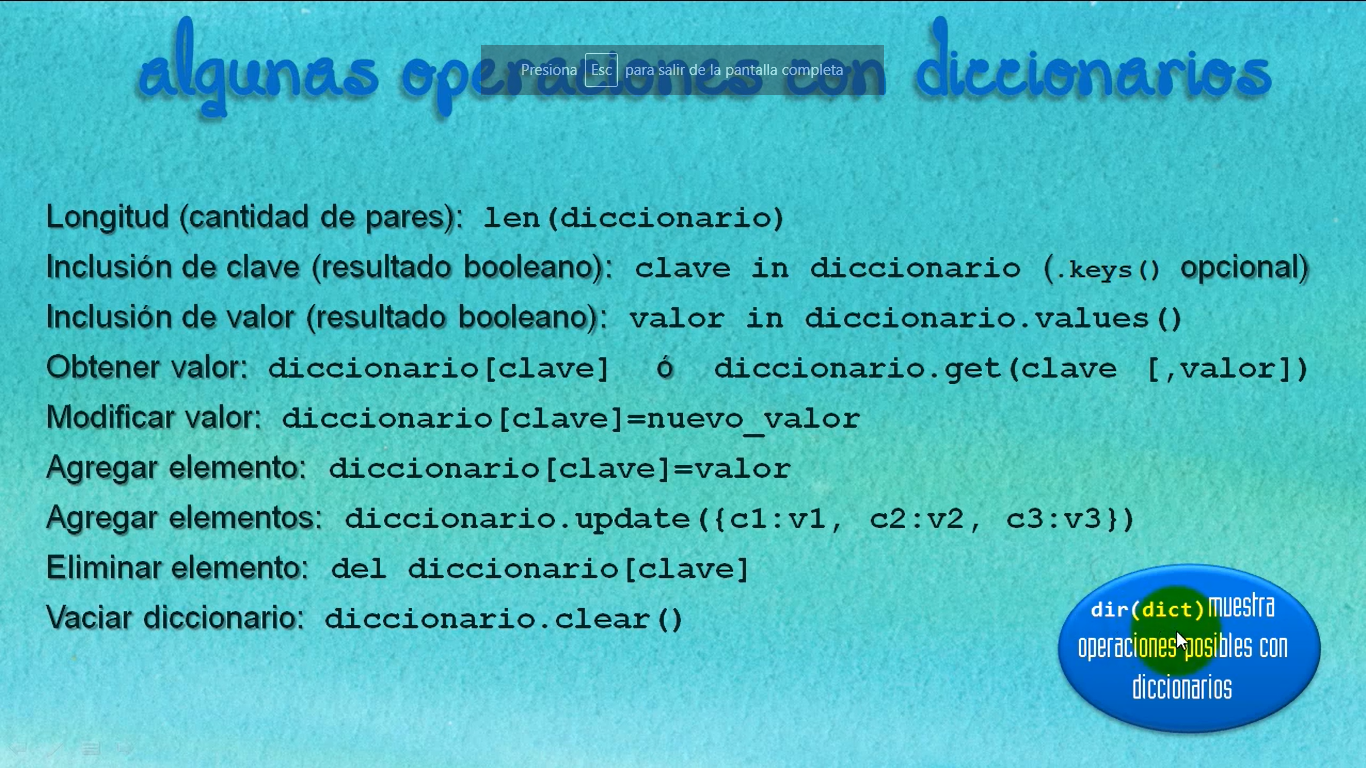 algunas operaciones con diccionarios
Presiona Esc para salir de la pantalla completa
Longitud (cantidad de pares): len(diccionario)
Inclusión de clave (resultado booleano): clave in diccionario (.keys() opcional)
Inclusión de valor (resultado booleano): valor in diccionario.values()
Obtener valor: diccionario[clave] ó diccionario.get(clave [,valor])
Modificar valor: diccionario[clave]=nuevo_valor
Agregar elemento: diccionario[clave]=valor
Agregar elementos: diccionario.update({c1:v1, c2:v2, c3:v3})
Eliminar elemento: del diccionario[clave]
Vaciar diccionario: diccionario.clear()
dir(dict) muestra
operaciones posibles con
diccionarios